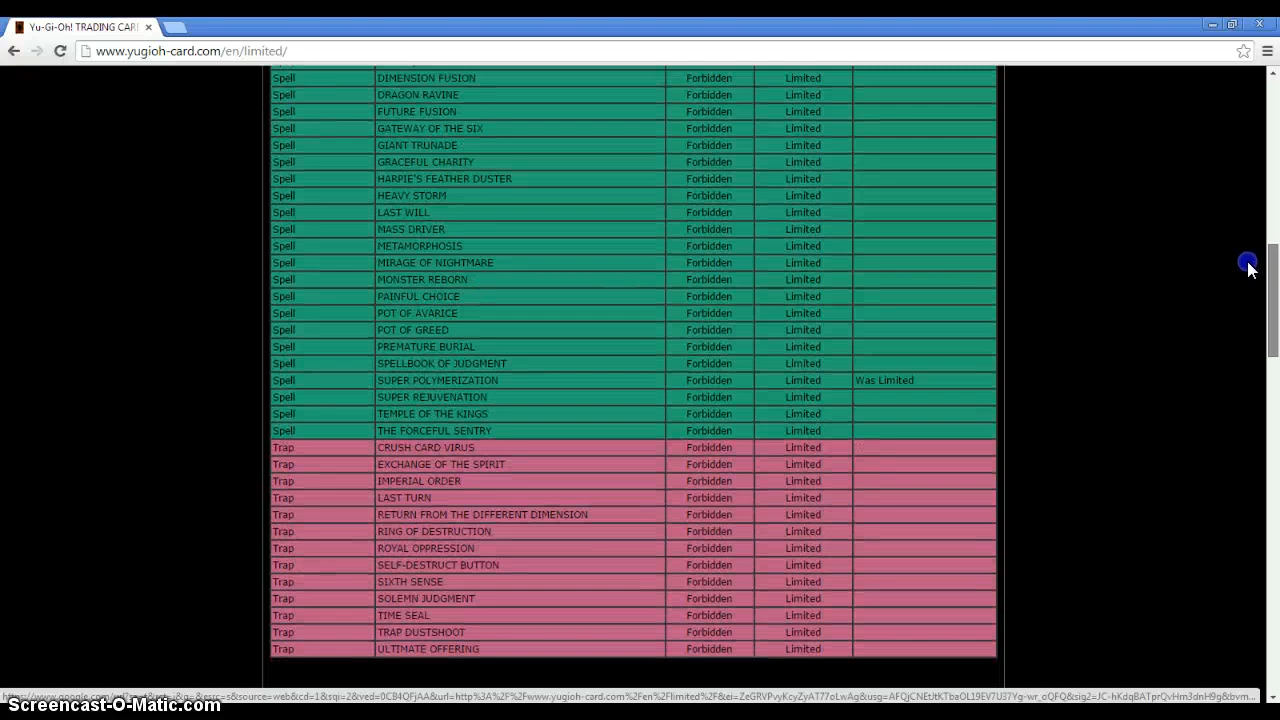 Yu-Gi-Oh! TRADING CAR
www.yugioh-card.com/en/limited/
Spell DIMENSION FUSION Forbidden Limited
Spell DRAGON RAVINE Forbidden Limited
Spell FUTURE FUSION Forbidden Limited
Spell GATEWAY OF THE SIX Forbidden Limited
Spell GIANT TRUNADE Forbidden Limited
Spell GRACEFUL CHARITY Forbidden Limited
Spell HARPIE'S FEATHER DUSTER Forbidden Limited
Spell HEAVY STORM Forbidden Limited
Spell LAST WILL Forbidden Limited
Spell MASS DRIVER Forbidden Limited
Spell METAMORPHOSIS Forbidden Limited
Spell MIRAGE OF NIGHTMARE Forbidden Limited
Spell MONSTER REBORN Forbidden Limited
Spell PAINFUL CHOICE Forbidden Limited
Spell POT OF AVARICE Forbidden Limited
Spell POT OF GREED Forbidden Limited
Spell PREMATURE BURIAL Forbidden Limited
Spell SPELLBOOK OF JUDGMENT Forbidden Limited
Spell SUPER POLYMERIZATION Forbidden Limited Was Limited
Spell SUPER REJUVENATION Forbidden Limited
Spell TEMPLE OF THE KINGS Forbidden Limited
Spell THE FORCEFUL SENTRY Forbidden Limited
Trap CRUSH CARD VIRUS Forbidden Limited
Trap EXCHANGE OF THE SPIRIT Forbidden Limited
Trap IMPERIAL ORDER Forbidden Limited
Trap LAST TURN Forbidden Limited
Trap RETURN FROM THE DIFFERENT DIMENSION Forbidden Limited
Trap RING OF DESTRUCTION Forbidden Limited
Trap ROYAL OPPRESSION Forbidden Limited
Trap SELF-DESTRUCT BUTTON Forbidden Limited
Trap SIXTH SENSE Forbidden Limited
Trap SOLEMN JUDGMENT Forbidden Limited
Trap TIME SEAL Forbidden Limited
Trap TRAP DUSTSHOOT Forbidden Limited
Trap ULTIMATE OFFERING Forbidden Limited
Screencast-O-Matic.com